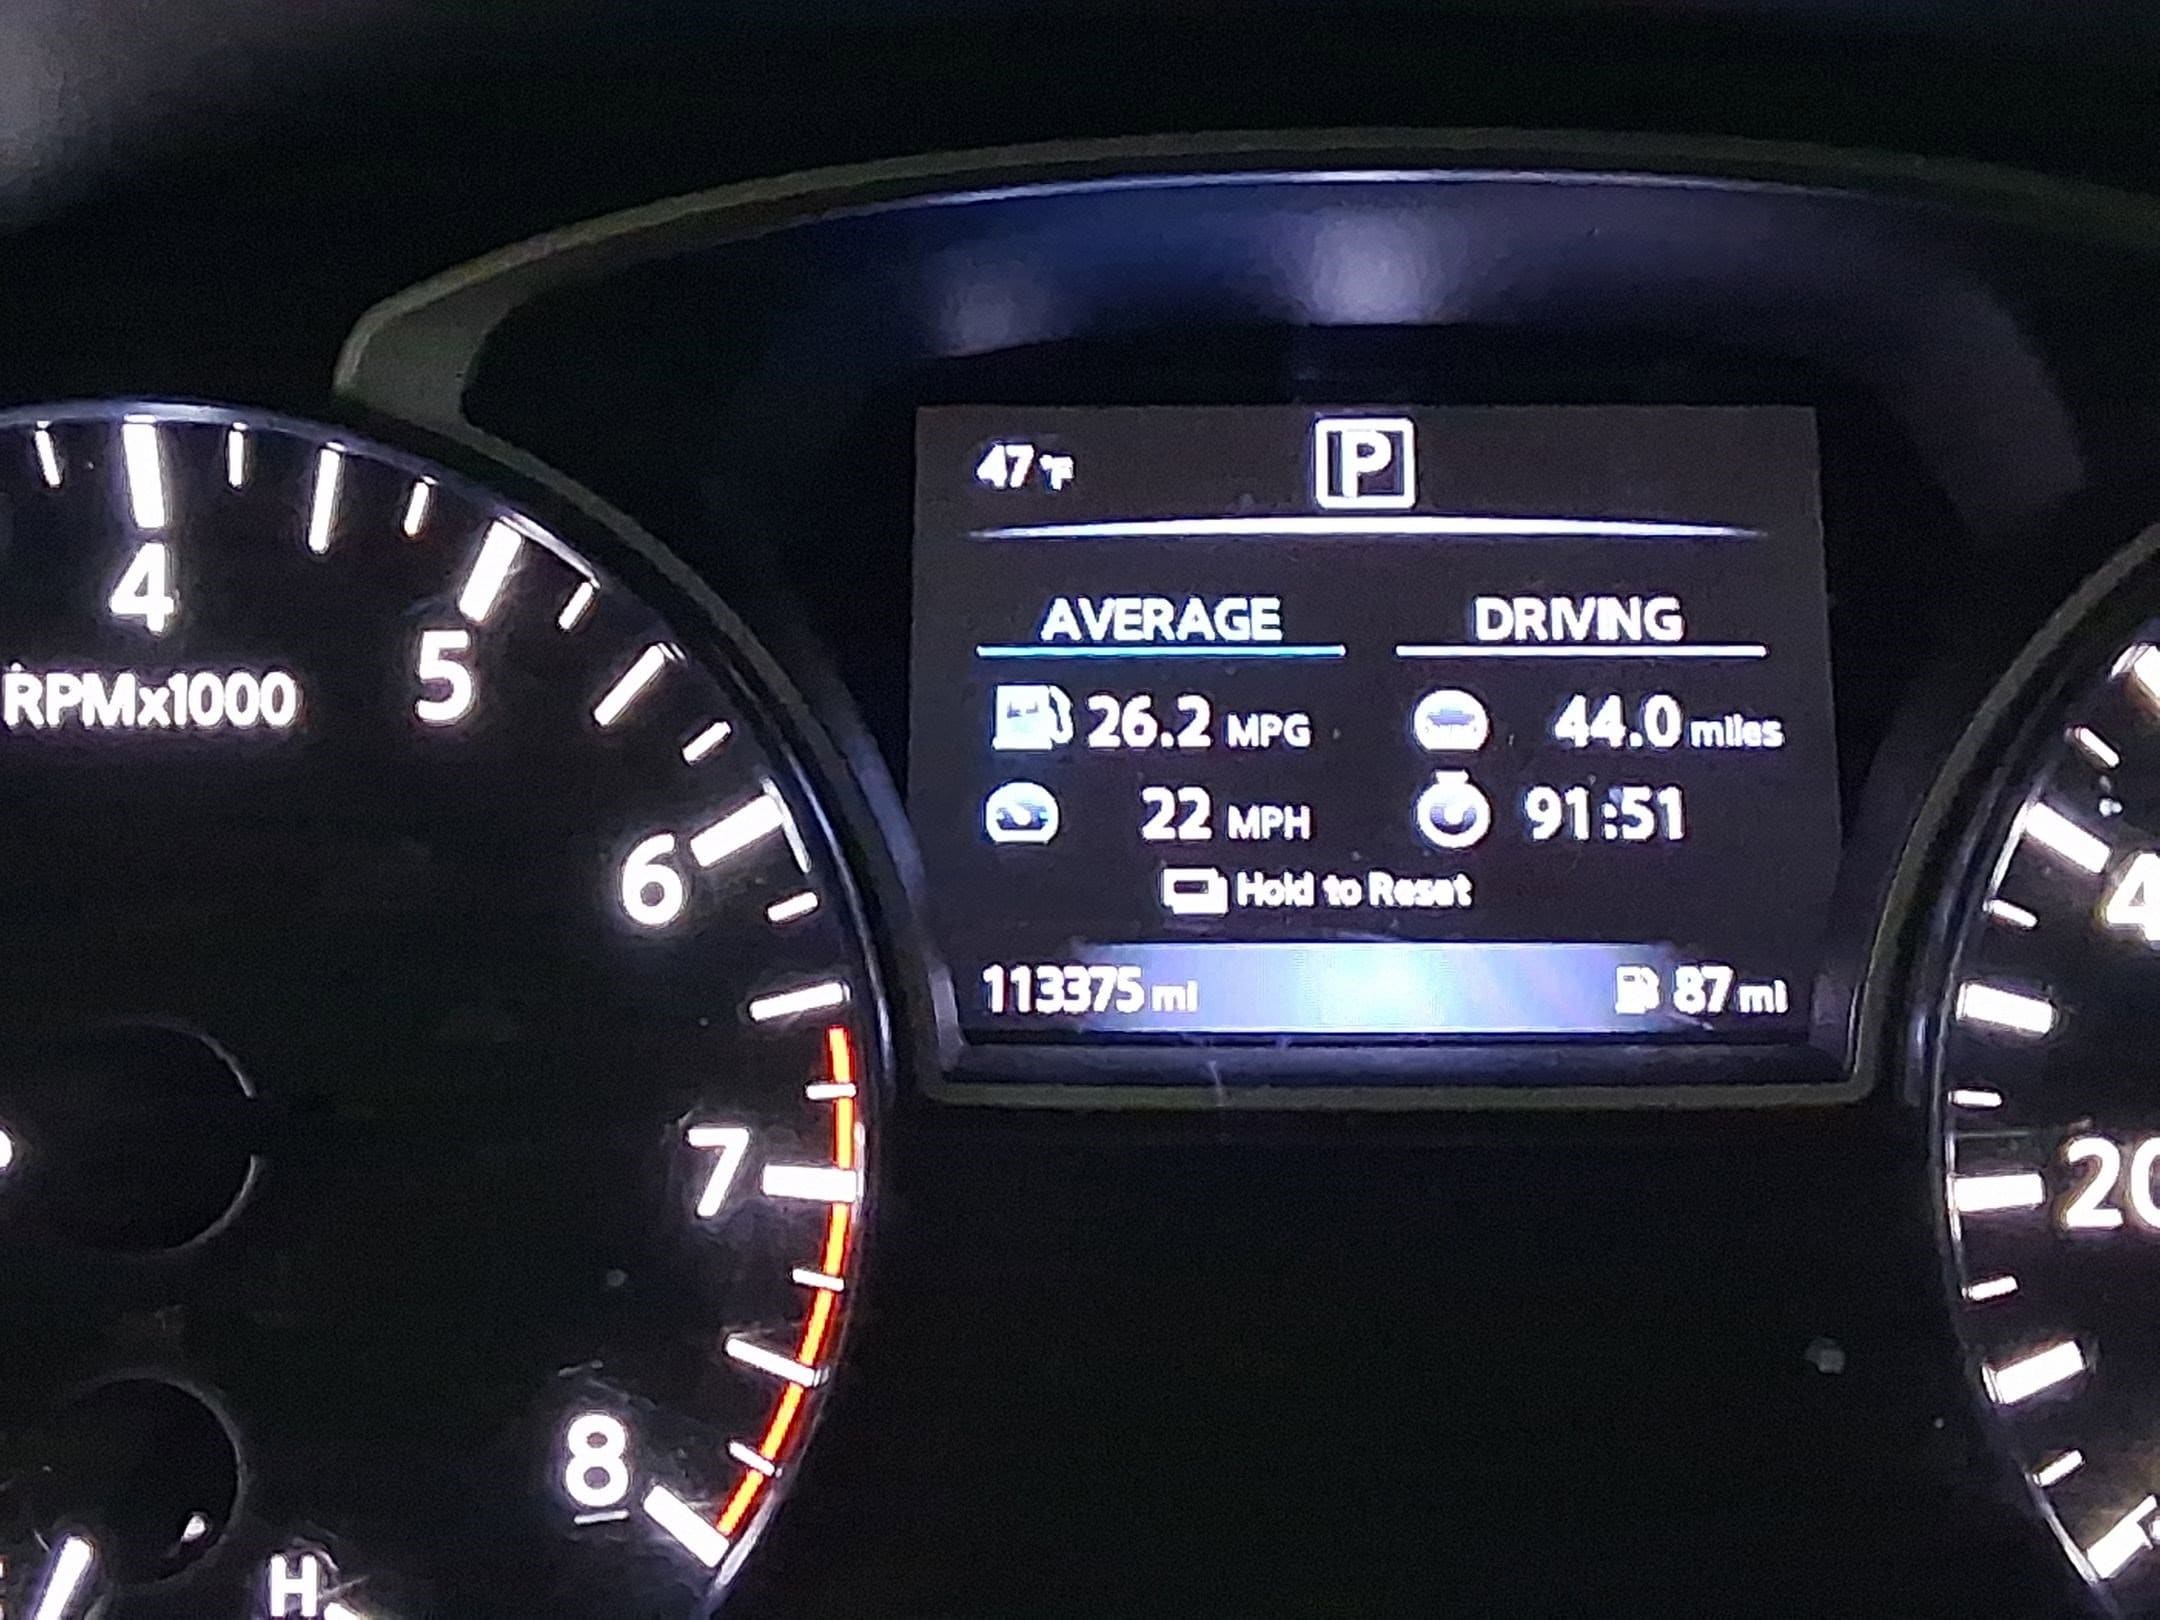 47°F P
AVERAGE DRIVING
26.2 MPG 44.0 miles
22 MPH 91:51
Hold to Reset
113375 mi 87 mi
4
5
RPMx1000
6
7
8
H
4
20